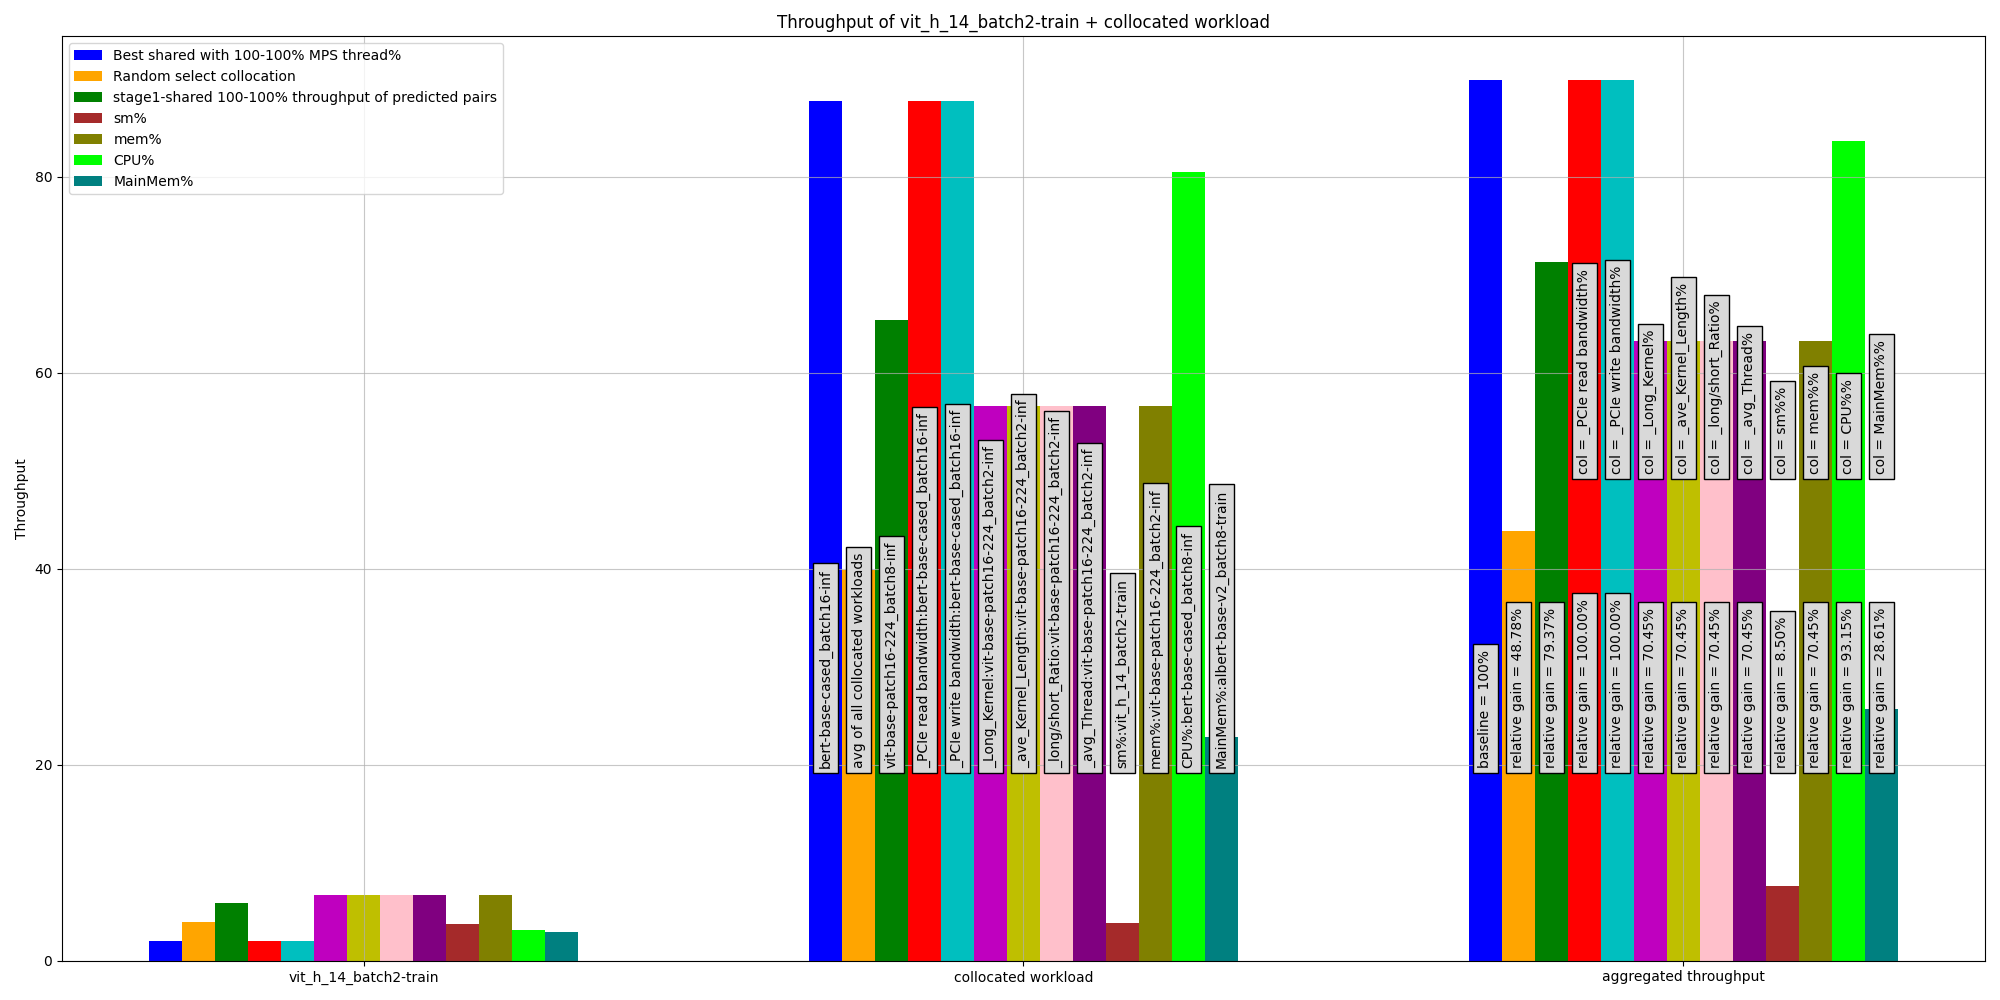 Throughput of vit_h_14_batch2-train + collocated workload
Best shared with 100-100% MPS thread%
Random select collocation
stage1-shared 100-100% throughput of predicted pairs
sm%
mem%
CPU%
MainMem%
Throughput
80
60
40
20
0
bert-base-cased_batch16-inf
avg of all collocated workloads
vit-base-patch16-224_batch8-inf
_PCIe read bandwidth:bert-base-cased_batch16-inf
_PCIe write bandwidth:bert-base-cased_batch16-inf
_Long_Kernel:vit-base-patch16-224_batch2-inf
_ave_Kernel_Length:vit-base-patch16-224_batch2-inf
_long/short_Ratio:vit-base-patch16-224_batch2-inf
_avg_Thread:vit-base-patch16-224_batch2-inf
sm%:vit_h_14_batch2-train
mem%:vit-base-patch16-224_batch2-inf
CPU%:bert-base-cased_batch8-inf
MainMem%:albert-base-v2_batch8-train
col = _PCIe read bandwidth%
col = _PCIe write bandwidth%
col = _Long_Kernel%
col = _ave_Kernel_Length%
col = _long/short_Ratio%
col = _avg_Thread%
col = sm%%
col = mem%%
col = CPU%%
col = MainMem%%
baseline = 100%
relative gain = 48.78%
relative gain = 79.37%
relative gain = 100.00%
relative gain = 100.00%
relative gain = 70.45%
relative gain = 70.45%
relative gain = 70.45%
relative gain = 70.45%
relative gain = 8.50%
relative gain = 70.45%
relative gain = 93.15%
relative gain = 28.61%
vit_h_14_batch2-train
collocated workload
aggregated throughput